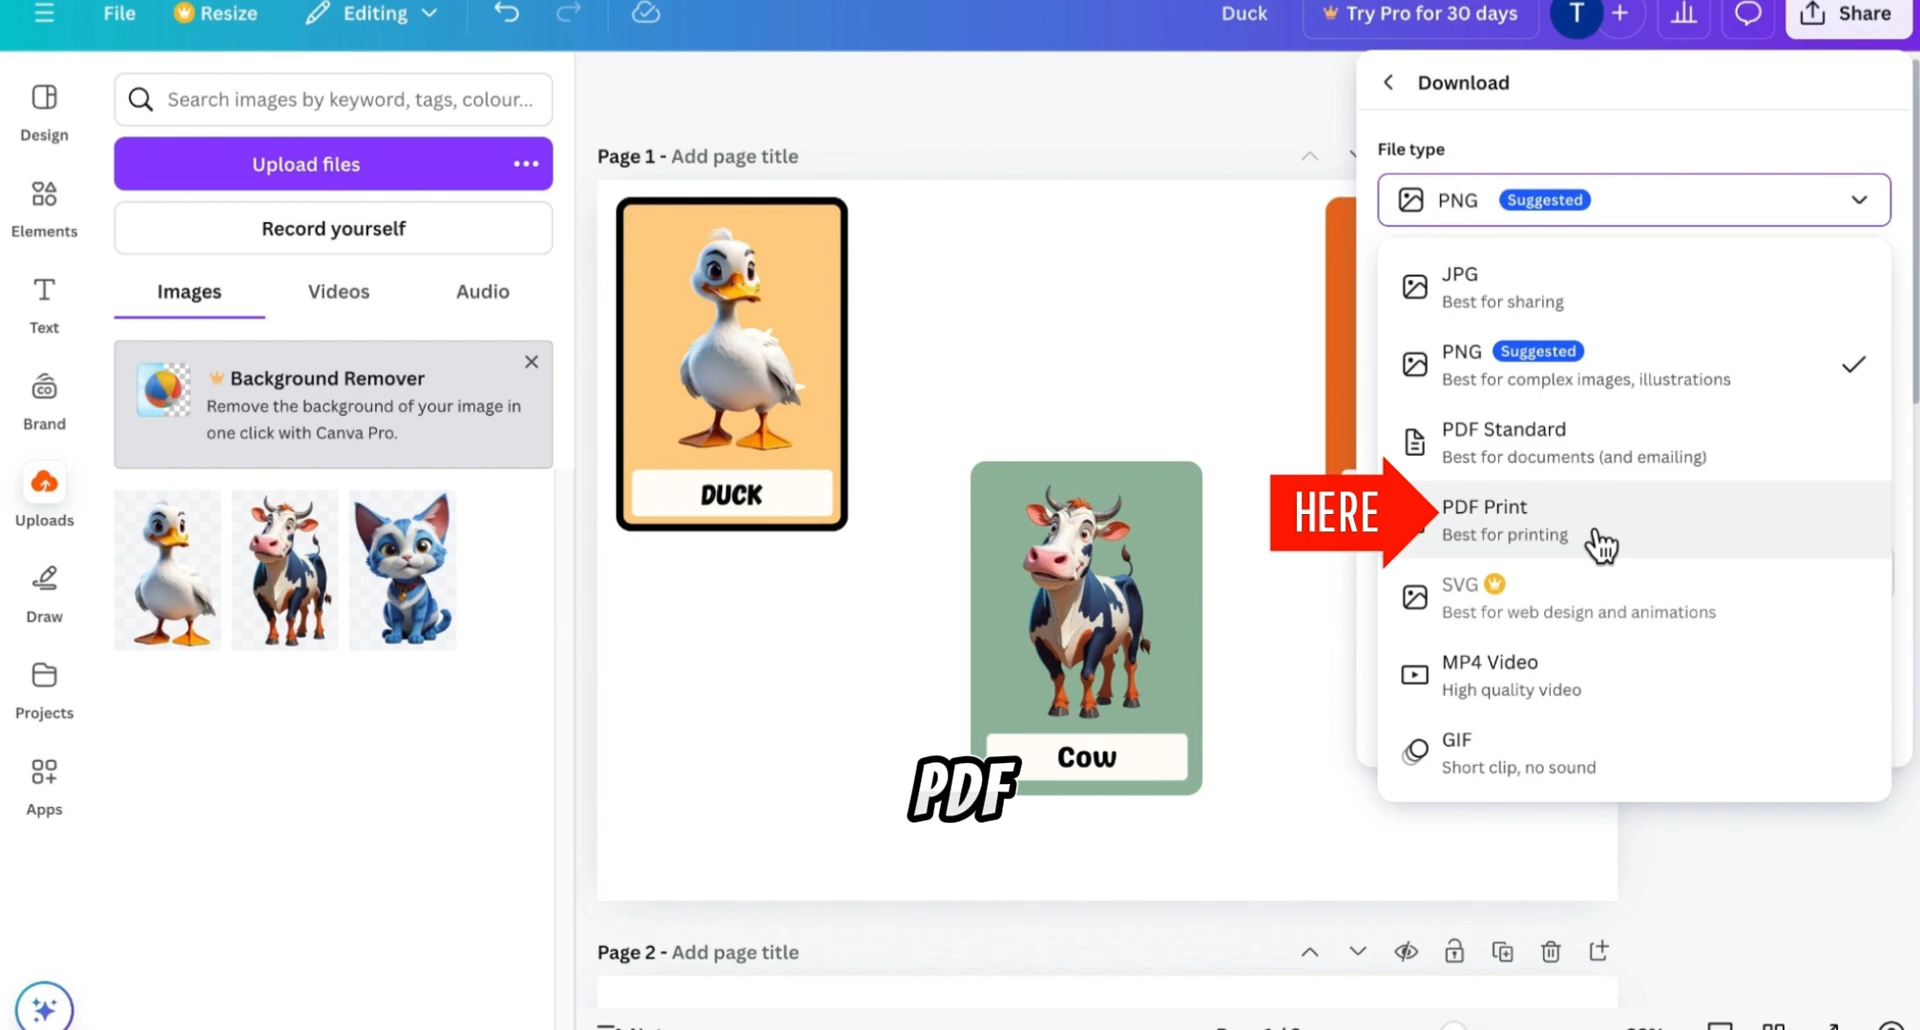 File
Resize
Editing
Duck
Try Pro for 30 days
T
Share
Design
Elements
Text
Brand
Uploads
Draw
Projects
Apps
Search images by keyword, tags, colour...
Upload files
Record yourself
Images
Videos
Audio
Background Remover
Remove the background of your image in
one click with Canva Pro.
Page 1 - Add page title
DUCK
Cow
PDF
Page 2 - Add page title
Download
File type
PNG Suggested
JPG
Best for sharing
PNG Suggested
Best for complex images, illustrations
PDF Standard
Best for documents (and emailing)
HERE
PDF Print
Best for printing
SVG
Best for web design and animations
MP4 Video
High quality video
GIF
Short clip, no sound